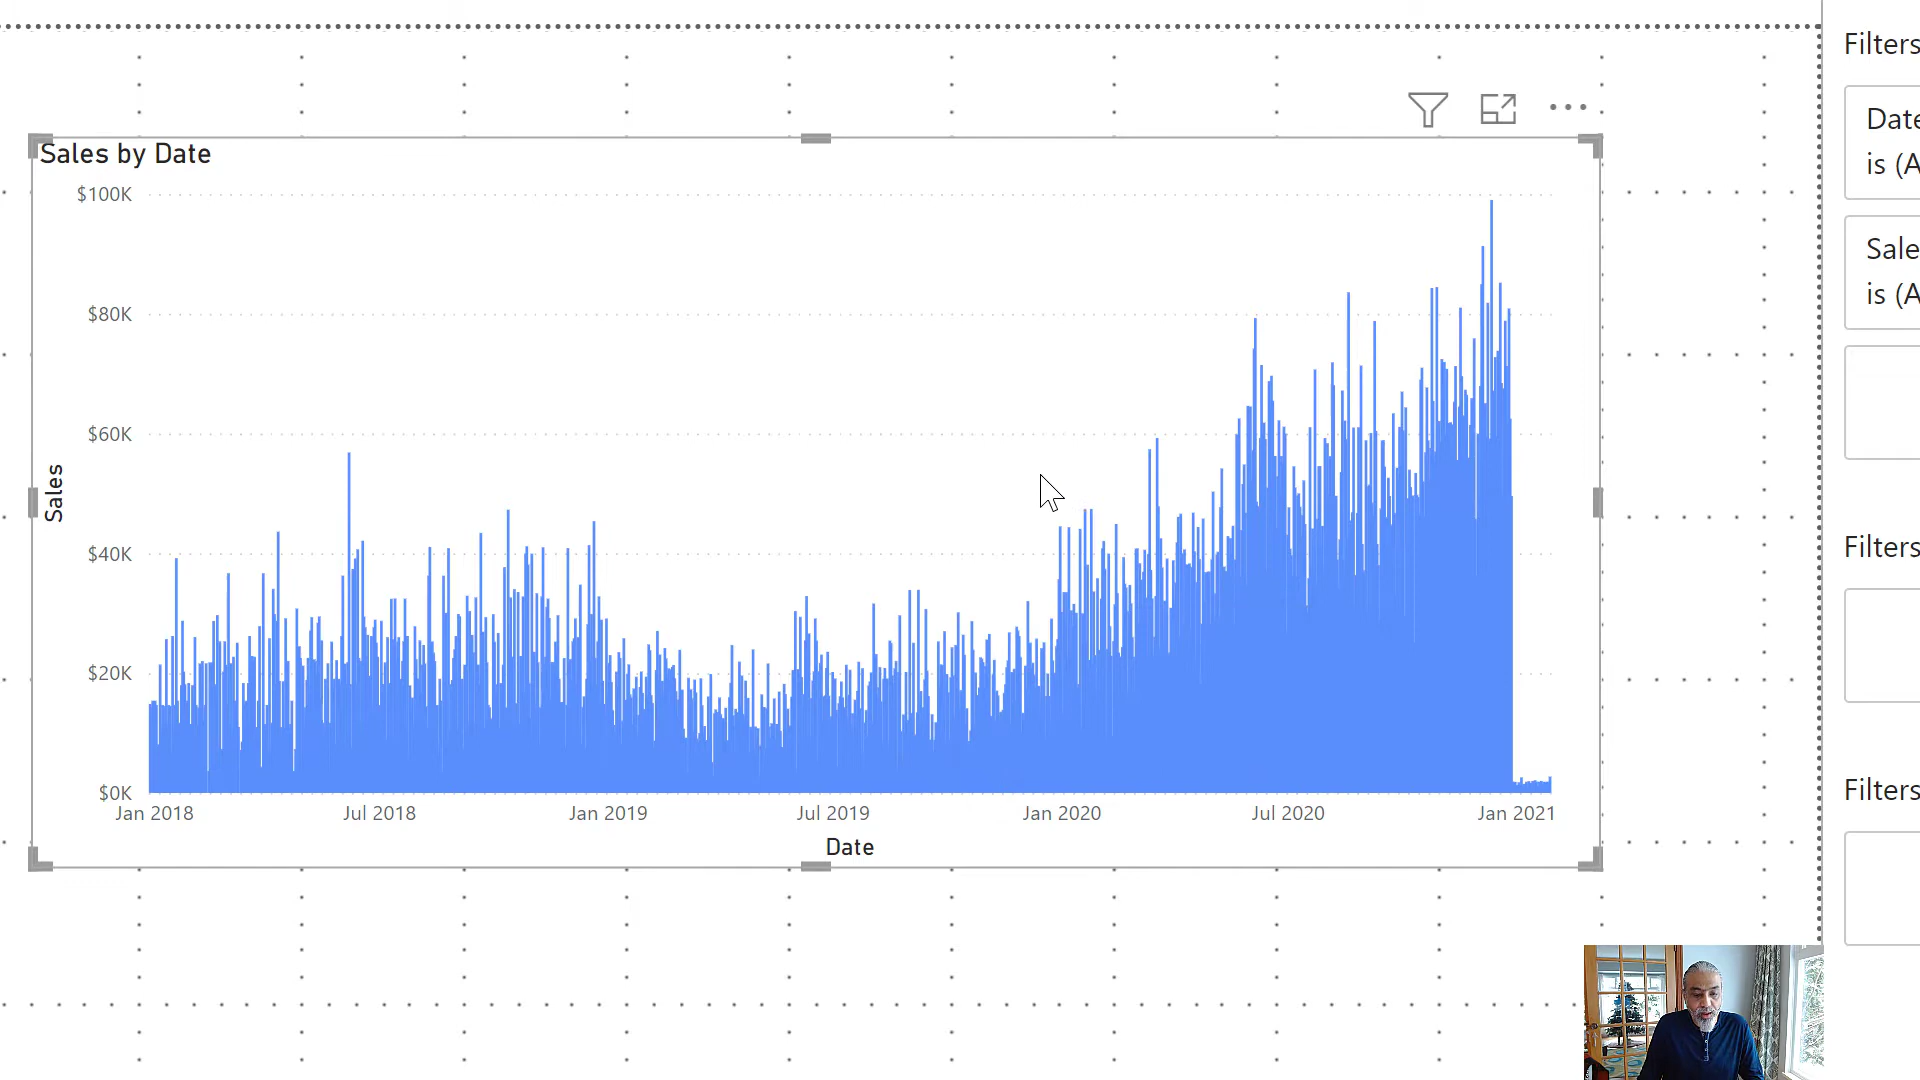 Filters
Date
is (A
Sales by Date
$100K
Sale
is (A
$80K
$60K
Sales
$40K
Filters
$20K
$0K
Filters
Jan 2018 Jul 2018 Jan 2019 Jul 2019 Jan 2020 Jul 2020 Jan 2021
Date